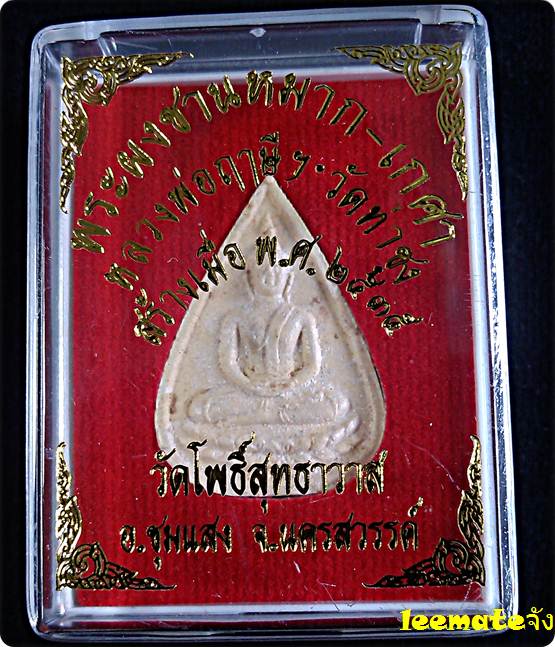 พระผงชานหมาก-เกศา
หลวงพ่อฤาษีฯ.วัดท่าซุง
สร้างเมื่อ พ.ศ.๒๕๓๕
วัดโพธิ์สุทธาวาส
อ.ชุมแสง จ.นครสวรรค์
leemateจัง